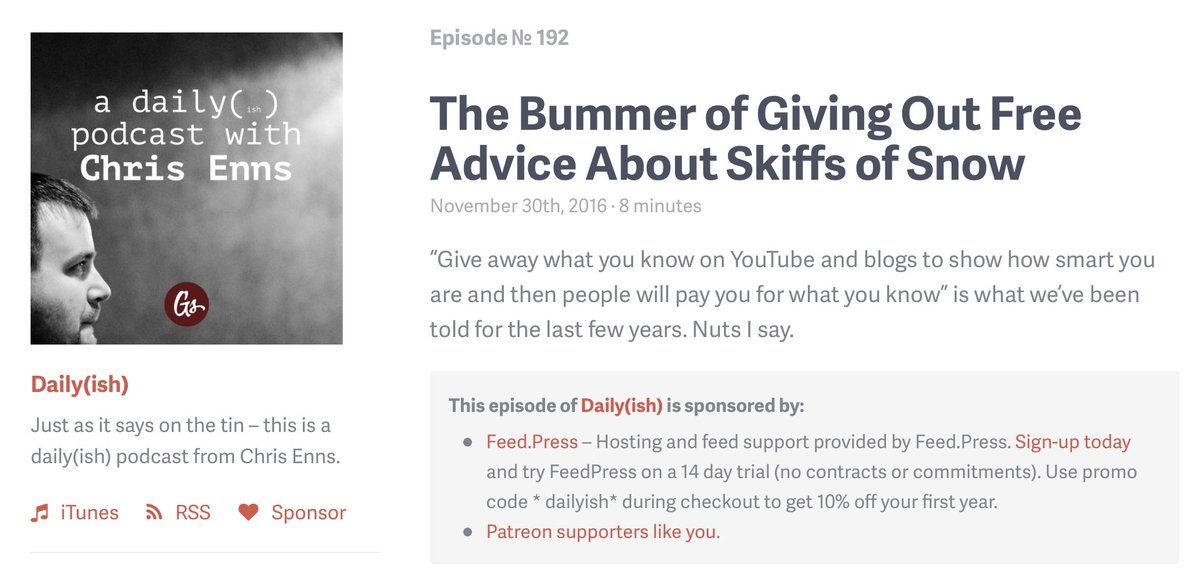 a daily(ish)
podcast with
Chris Enns
Gs
Daily(ish)
Just as it says on the tin – this is a
daily(ish) podcast from Chris Enns.
iTunes RSS Sponsor
Episode № 192
The Bummer of Giving Out Free
Advice About Skiffs of Snow
November 30th, 2016 · 8 minutes
“Give away what you know on YouTube and blogs to show how smart you
are and then people will pay you for what you know” is what we’ve been
told for the last few years. Nuts I say.
This episode of Daily(ish) is sponsored by:
• Feed.Press – Hosting and feed support provided by Feed.Press. Sign-up today
and try FeedPress on a 14 day trial (no contracts or commitments). Use promo
code * dailyish* during checkout to get 10% off your first year.
• Patreon supporters like you.